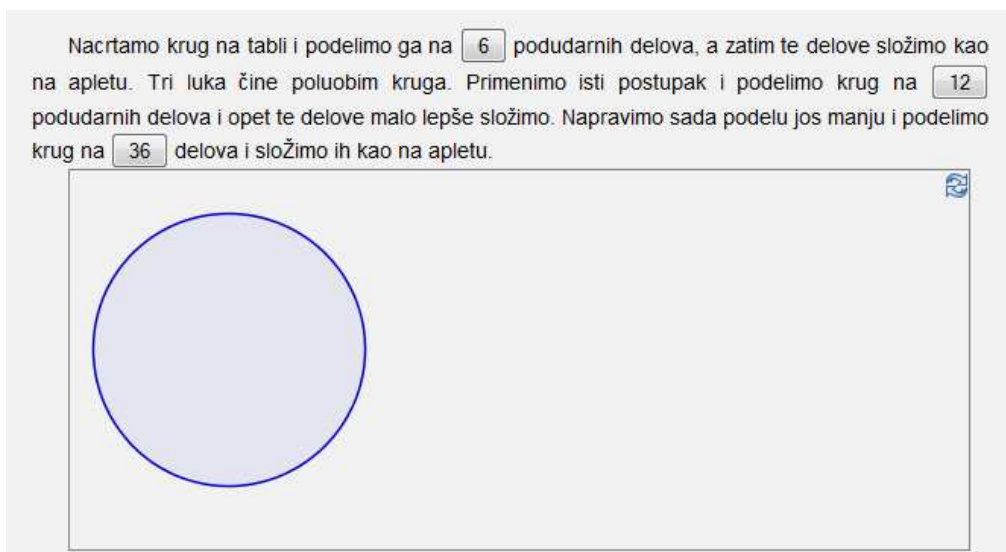 Nacrtamo krug na tabli i podelimo ga na 6 podudarnih delova, a zatim te delove složimo kao
na apletu. Tri luka čine poluobim kruga. Primenimo isti postupak i podelimo krug na 12
podudarnih delova i opet te delove malo lepše složimo. Napravimo sada podelu jos manju i podelimo
krug na 36 delova i sloŽimo ih kao na apletu.